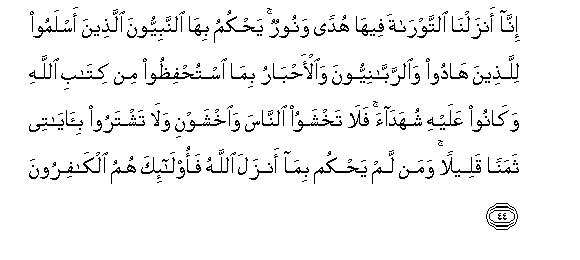 إِنَّآ أَنزَلْنَا ٱلتَّوْرَىٰةَ فِيهَا هُدًى وَنُورٌ ۚ يَحْكُمُ بِهَا ٱلنَّبِيُّونَ ٱلَّذِينَ أَسْلَمُوا۟
لِلَّذِينَ هَادُوا۟ وَٱلرَّبَّـٰنِيُّونَ وَٱلْأَحْبَارُ بِمَا ٱسْتُحْفِظُوا۟ مِن كِتَـٰبِ ٱللَّهِ
وَكَانُوا۟ عَلَيْهِ شُهَدَآءَ ۚ فَلَا تَخْشَوُا۟ ٱلنَّاسَ وَٱخْشَوْنِ وَلَا تَشْتَرُوا۟ بِـَٔايَـٰتِى
ثَمَنًا قَلِيلًا ۚ وَمَن لَّمْ يَحْكُم بِمَآ أَنزَلَ ٱللَّهُ فَأُو۟لَـٰٓئِكَ هُمُ ٱلْكَـٰفِرُونَ
٤٤